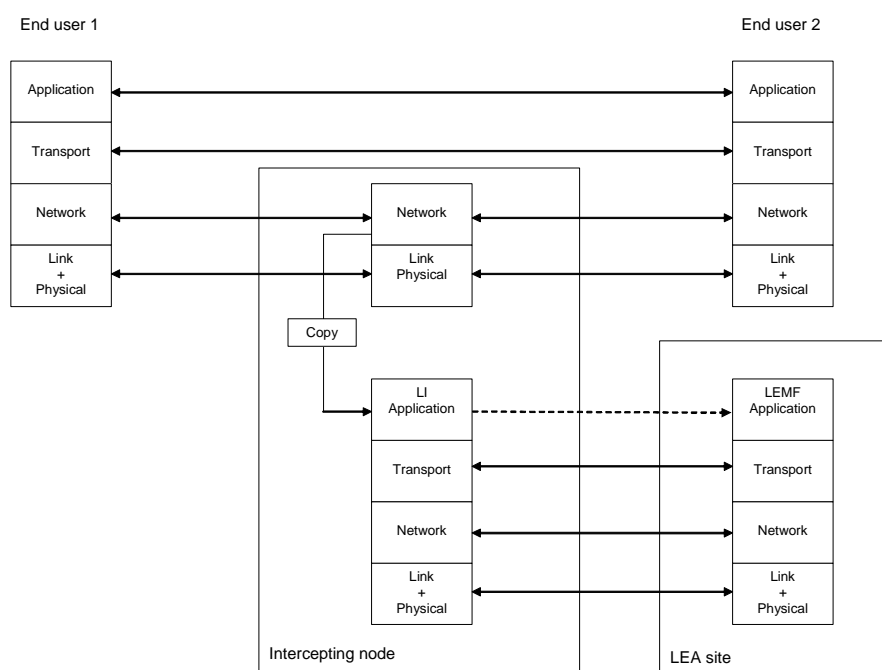 End user 1
End user 2
Application
Application
Transport
Transport
Network
Network
Network
Link
+
Physical
Link
Physical
Link
+
Physical
Copy
LI
Application
LEMF
Application
Transport
Transport
Network
Network
Link
+
Physical
Link
+
Physical
Intercepting node
LEA site